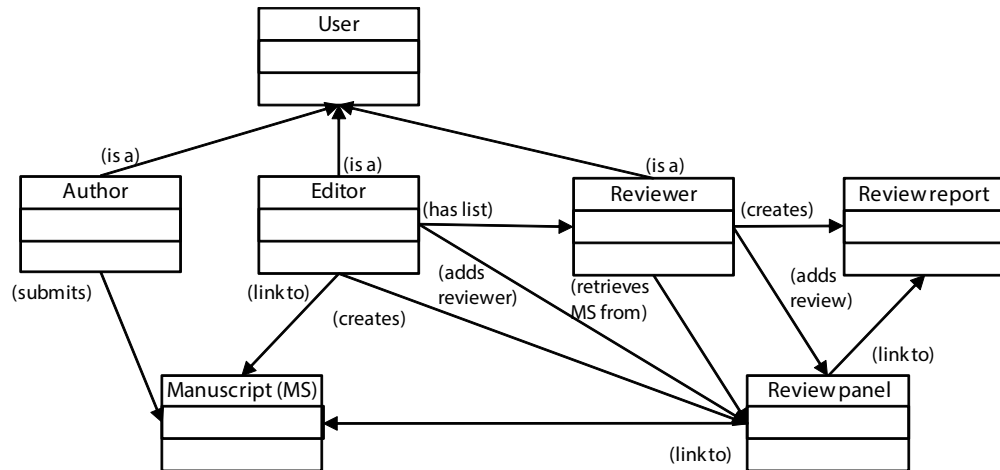 User
(is a)
(is a)
(is a)
Author
Editor
(has list)
Reviewer
(creates)
Review report
(submits)
(link to)
(creates)
(adds
reviewer)
(retrieves
MS from)
(adds
review)
(link to)
Manuscript (MS)
Review panel
(link to)